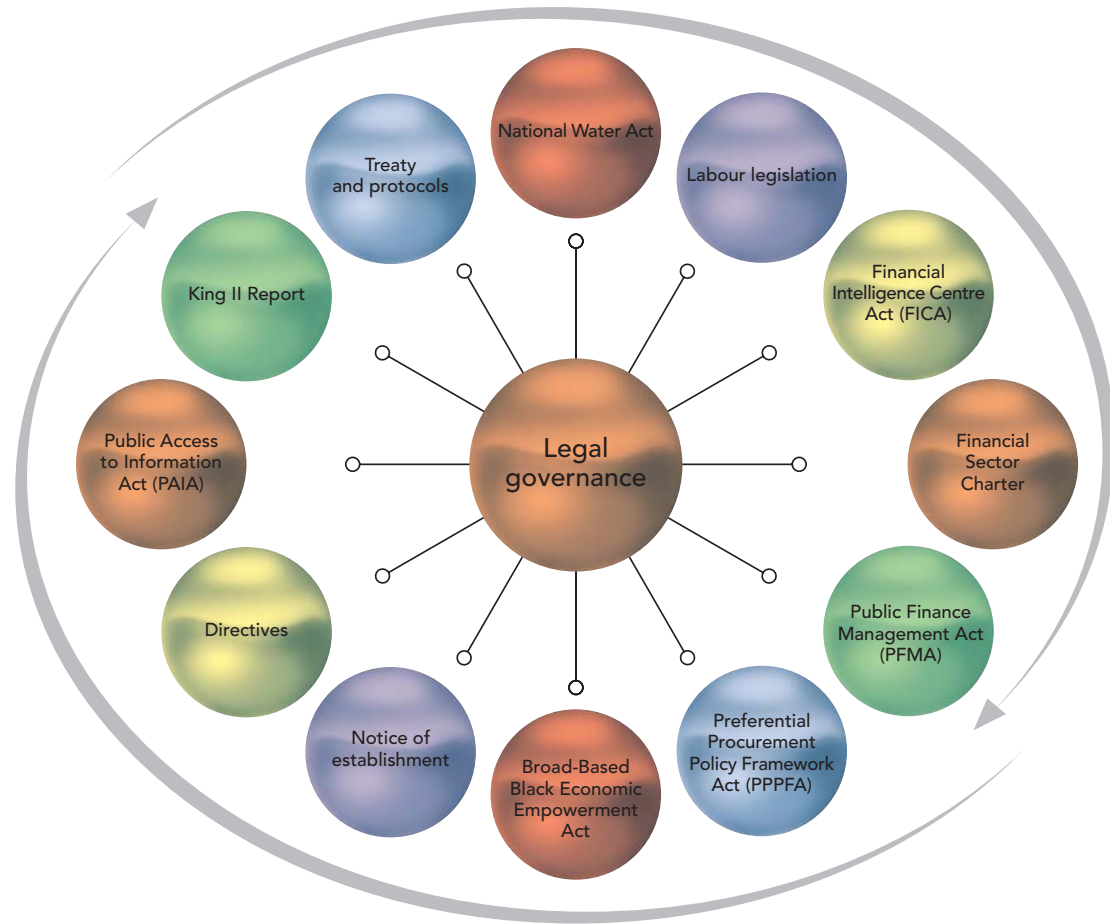 National Water Act
Labour legislation
Financial
Intelligence Centre
Act (FICA)
Financial
Sector
Charter
Public Finance
Management Act
(PFMA)
Preferential
Procurement
Policy Framework
Act (PPPFA)
Broad-Based
Black Economic
Empowerment
Act
Notice of
establishment
Directives
Public Access
to Information
Act (PAIA)
King II Report
Treaty
and protocols
Legal
governance